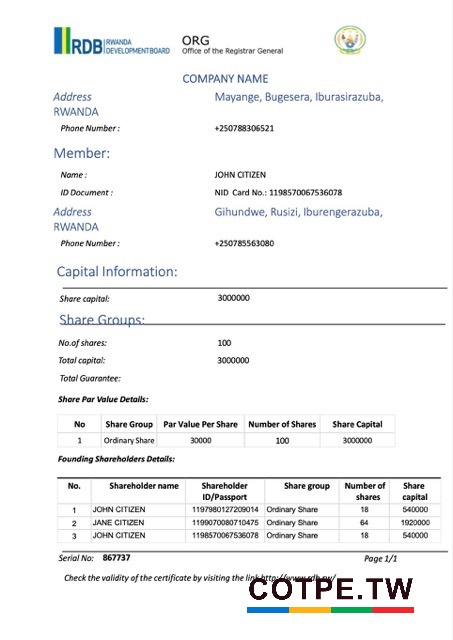 RDB RWANDA
DEVELOPMENT BOARD
ORG
Office of the Registrar General
COMPANY NAME
Address Mayange, Bugesera, Iburasirazuba,
RWANDA
Phone Number : +250788306521
Member:
Name : JOHN CITIZEN
ID Document : NID Card No.: 1198570067536078
Address Gihundwe, Rusizi, Iburengerazuba,
RWANDA
Phone Number : +250785563080
Capital Information:
Share capital: 3000000
Share Groups:
No.of shares: 100
Total capital: 3000000
Total Guarantee:
Share Par Value Details:
No Share Group Par Value Per Share Number of Shares Share Capital
1 Ordinary Share 30000 100 3000000
Founding Shareholders Details:
No. Shareholder name Shareholder ID/Passport Share group Number of shares Share capital
1 JOHN CITIZEN 1197980127209014 Ordinary Share 18 540000
2 JANE CITIZEN 1199070080710475 Ordinary Share 64 1920000
3 JOHN CITIZEN 1198570067536078 Ordinary Share 18 540000
Serial No: 867737 Page 1/1
Check the validity of the certificate by visiting the link http://www.rdb.rw/
COTPE.TW